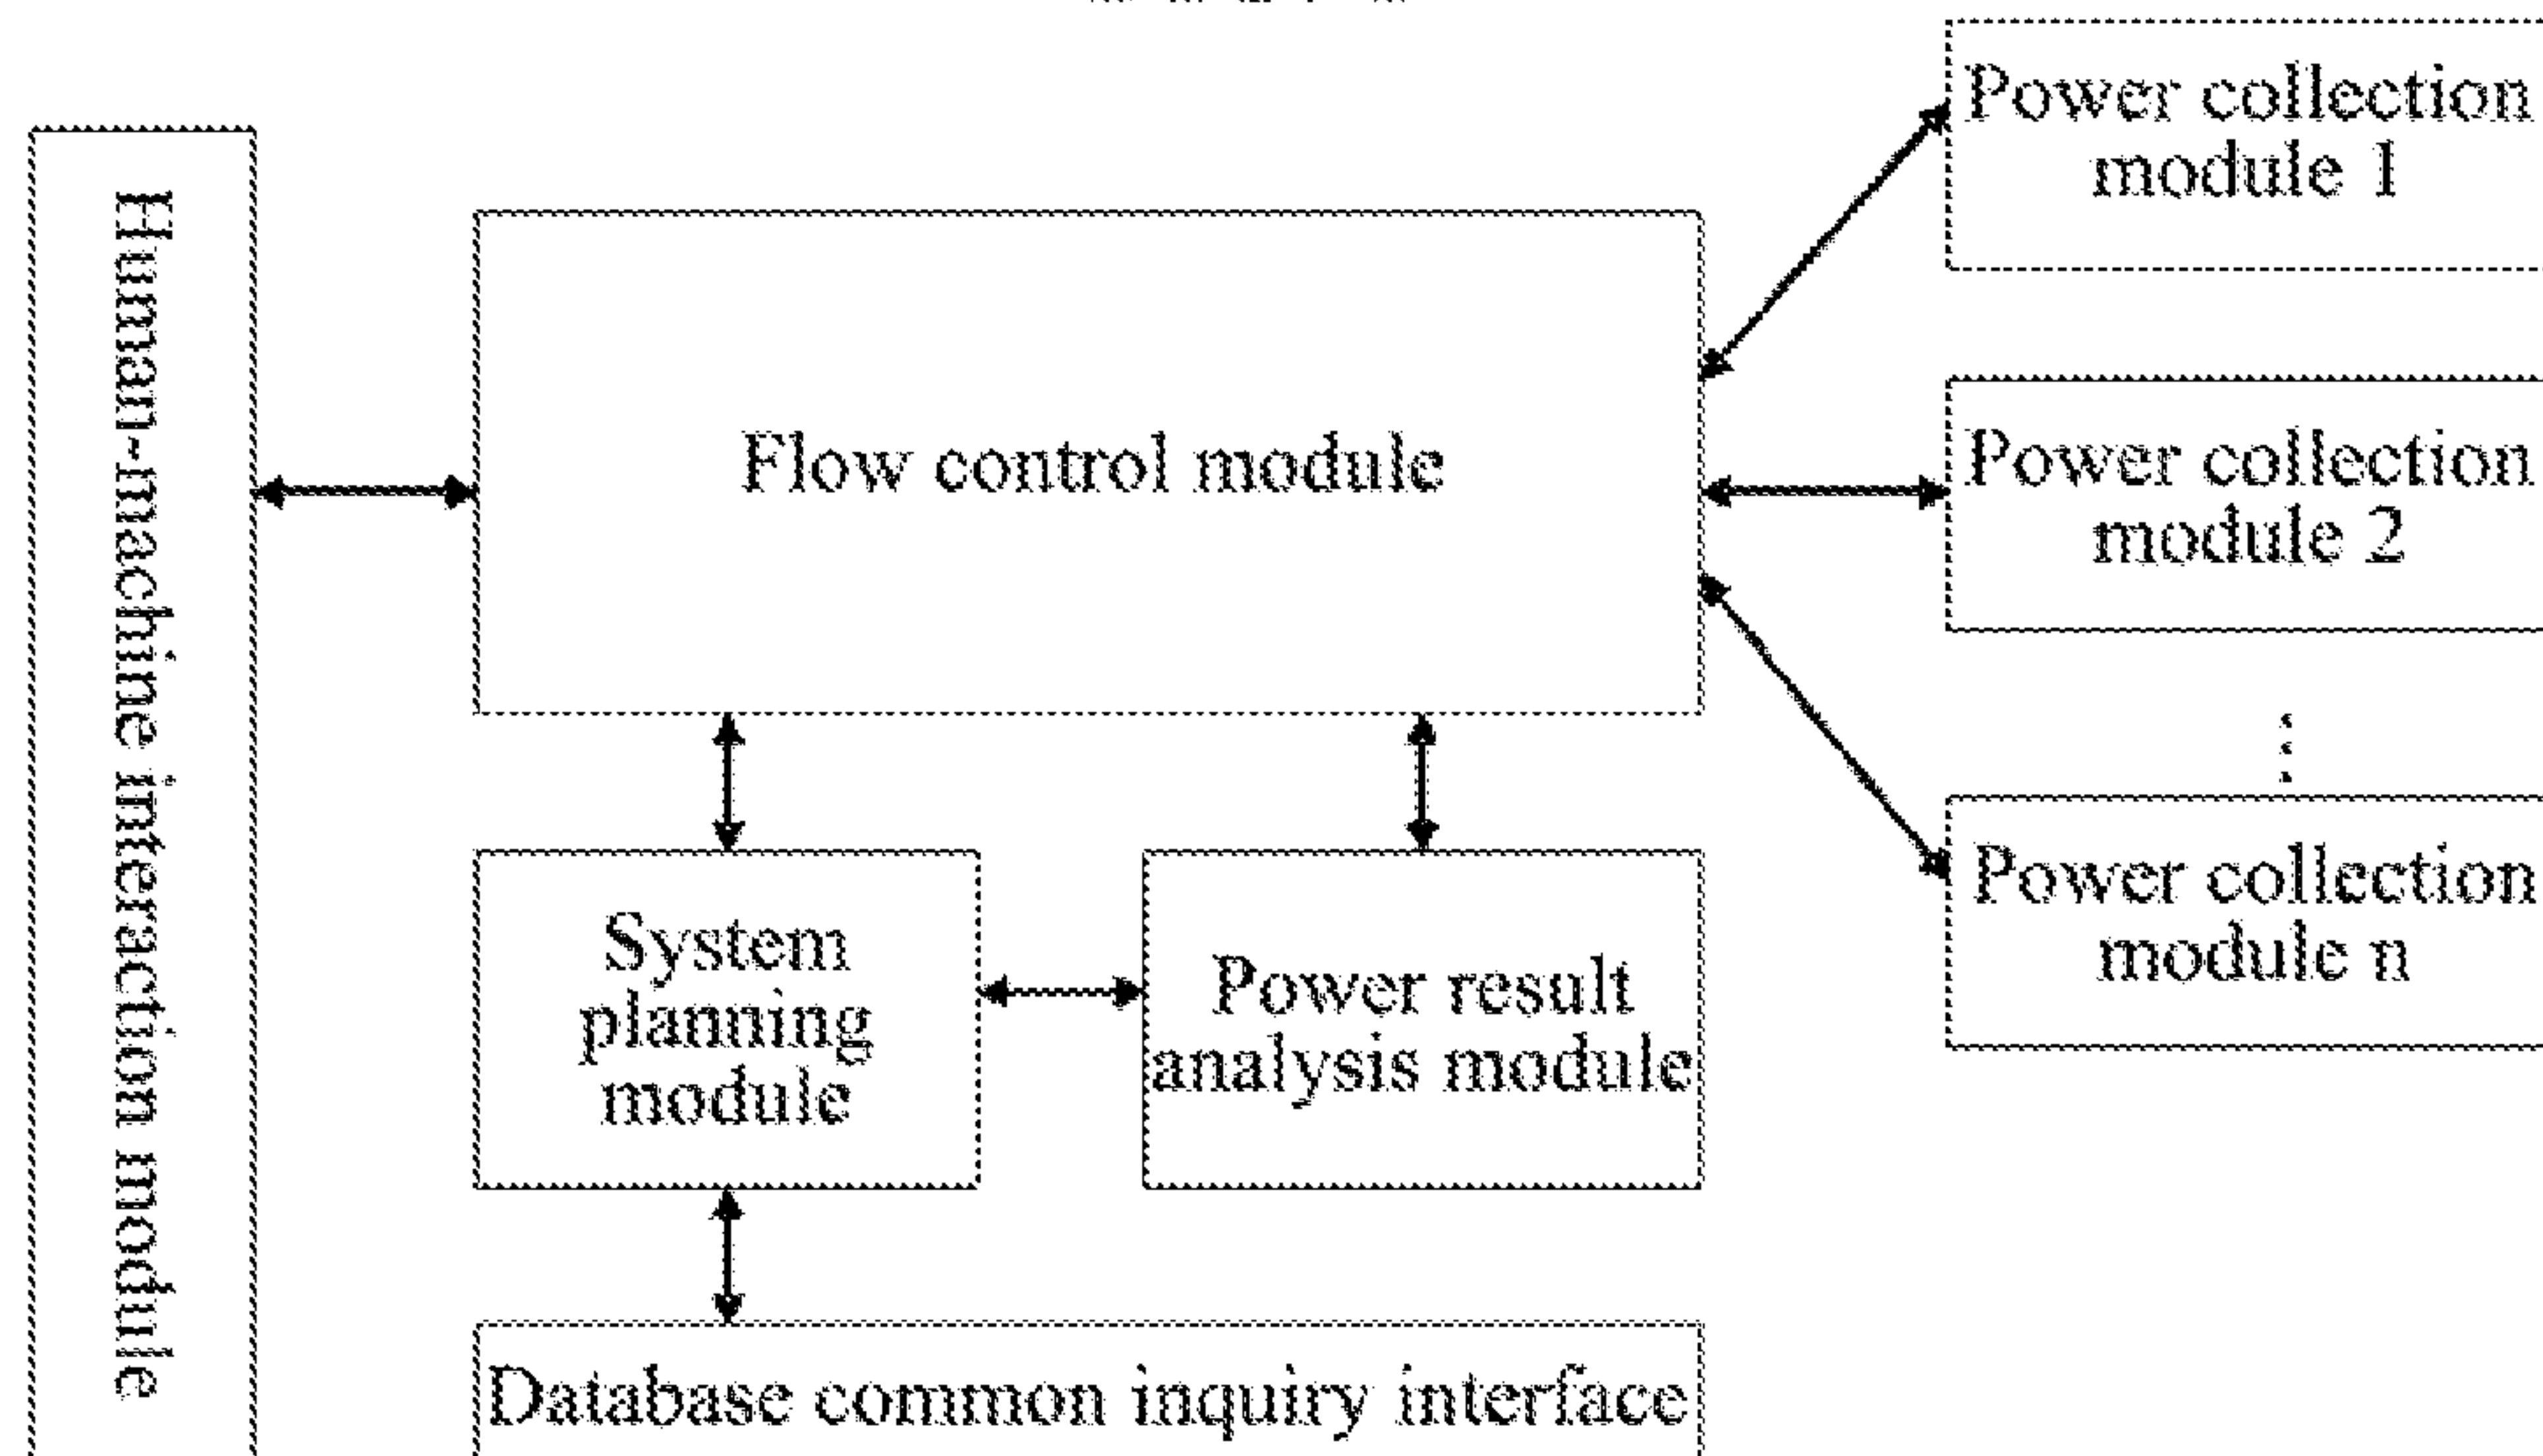 Human-machine interaction module
Flow control module
Power collection
module 1
Power collection
module 2
Power collection
module n
System
planning
module
Power result
analysis module
Database common inquiry interface